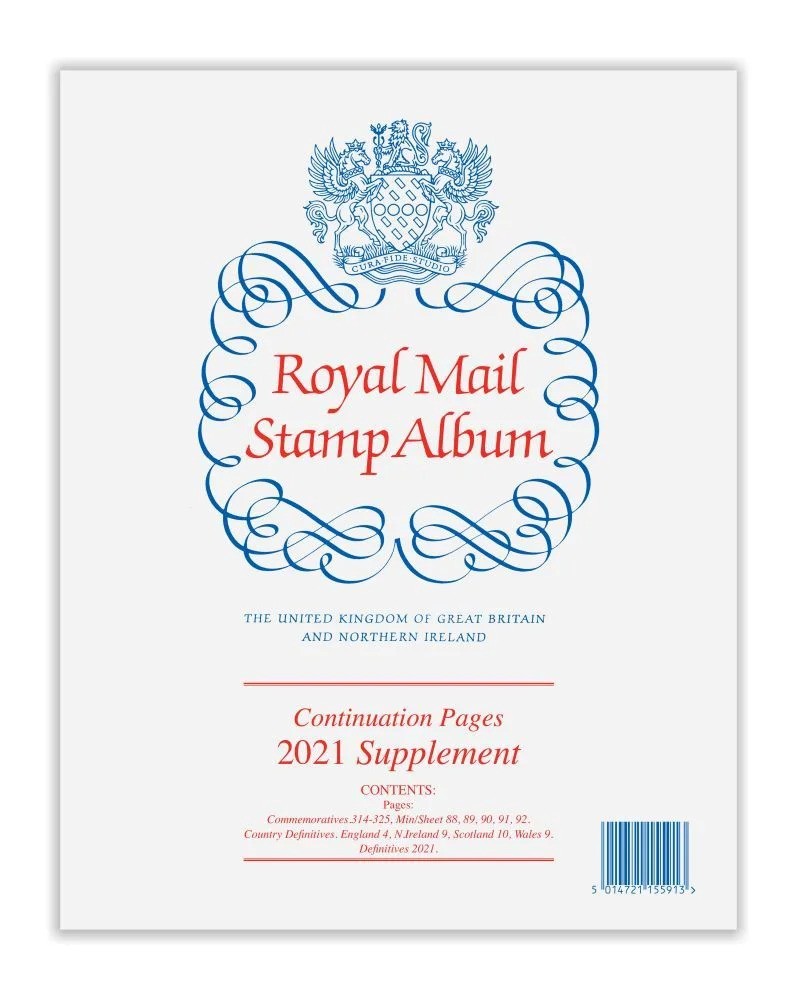 CURA·FIDE·STUDIO
Royal Mail
Stamp Album
THE UNITED KINGDOM OF GREAT BRITAIN
AND NORTHERN IRELAND
Continuation Pages
2021 Supplement
CONTENTS:
Pages:
Commemoratives.314-325, Min/Sheet 88, 89, 90, 91, 92.
Country Definitives. England 4, N.Ireland 9, Scotland 10, Wales 9.
Definitives 2021.
5 014721 155913 >